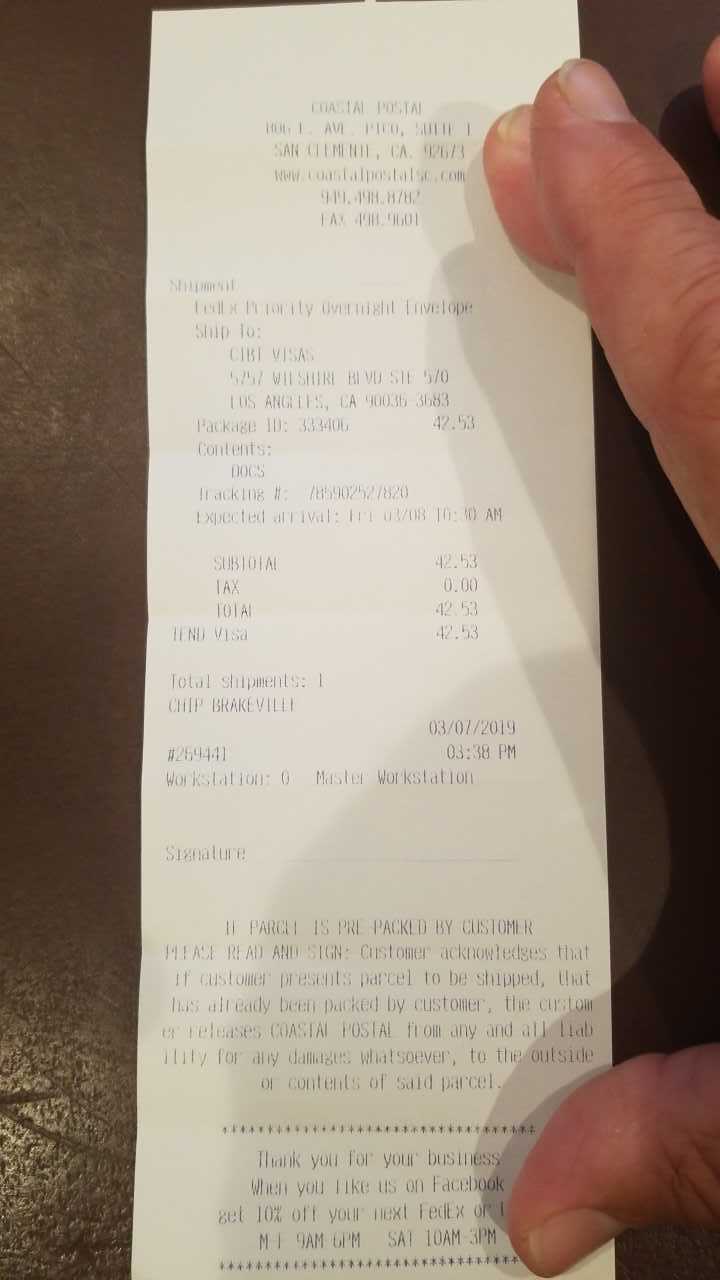 COASTAL POSTAL
806 E. AVE. PICO, SUITE I
SAN CLEMENTE, CA. 92673
www.coastalpostalsc.com
949.498.8782
FAX 498.9601
Shipment
FedEx Priority Overnight Envelope
Ship To:
CIBT VISAS
5757 WILSHIRE BLVD STE 570
LOS ANGELES, CA 90036-3683
Package ID: 333406 42.53
Contents:
DOCS
Tracking #: 785902527820
Expected arrival: Fri 03/08 10:30 AM
SUBTOTAL 42.53
TAX 0.00
TOTAL 42.53
TEND Visa 42.53
Total shipments: 1
CHIP BRAKEVILLE
03/07/2019
#269441 03:38 PM
Workstation: 0 Master Workstation
Signature
IF PARCEL IS PRE-PACKED BY CUSTOMER
PLEASE READ AND SIGN: Customer acknowledges that
if customer presents parcel to be shipped, that
has already been packed by customer, the custom
er releases COASTAL POSTAL from any and all liab
ility for any damages whatsoever, to the outside
or contents of said parcel.
************************************
Thank you for your business
When you like us on Facebook
get 10% off your next FedEx or
M-F 9AM-6PM SAT 10AM-3PM
************************************